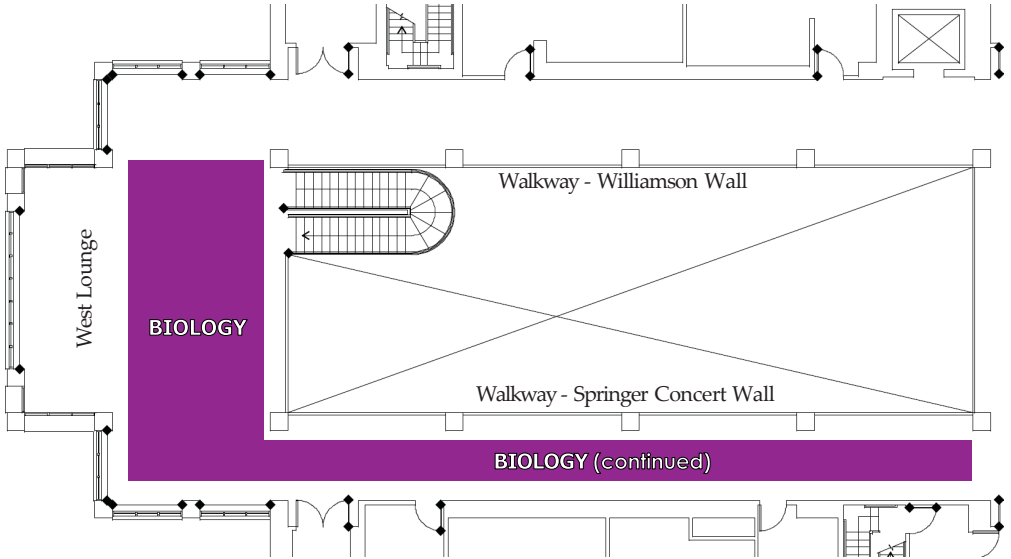 Walkway - Williamson Wall
West Lounge
BIOLOGY
Walkway - Springer Concert Wall
BIOLOGY (continued)